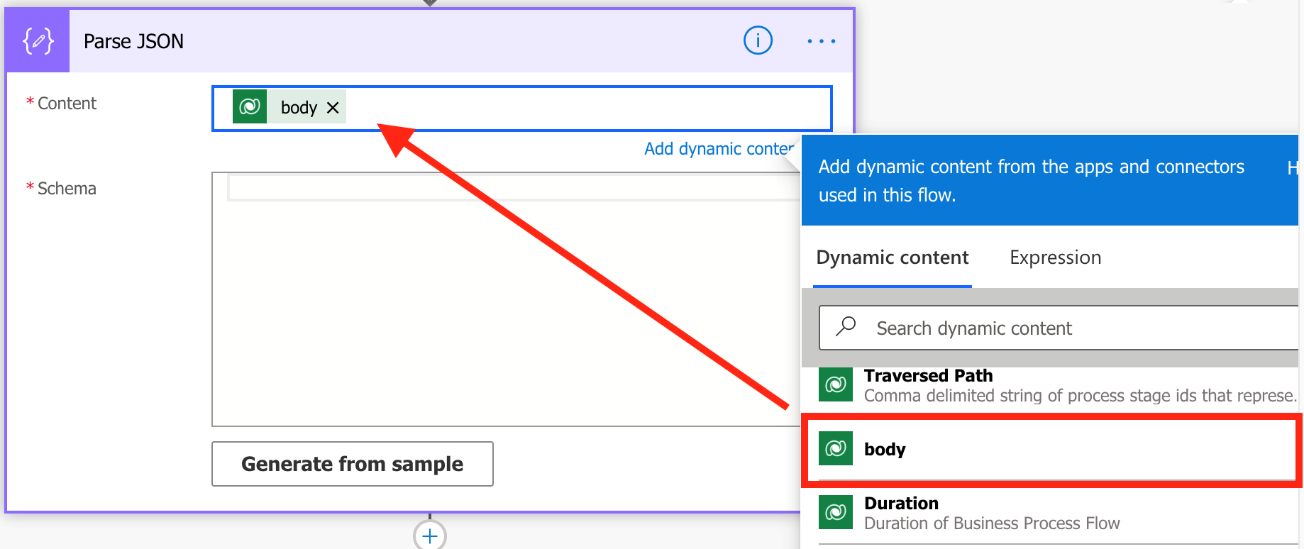 Parse JSON
* Content
body
Add dynamic conten
* Schema
Add dynamic content from the apps and connectors
used in this flow.
H
Dynamic content
Expression
Search dynamic content
Traversed Path
Comma delimited string of process stage ids that represe.
body
Duration
Duration of Business Process Flow
Generate from sample